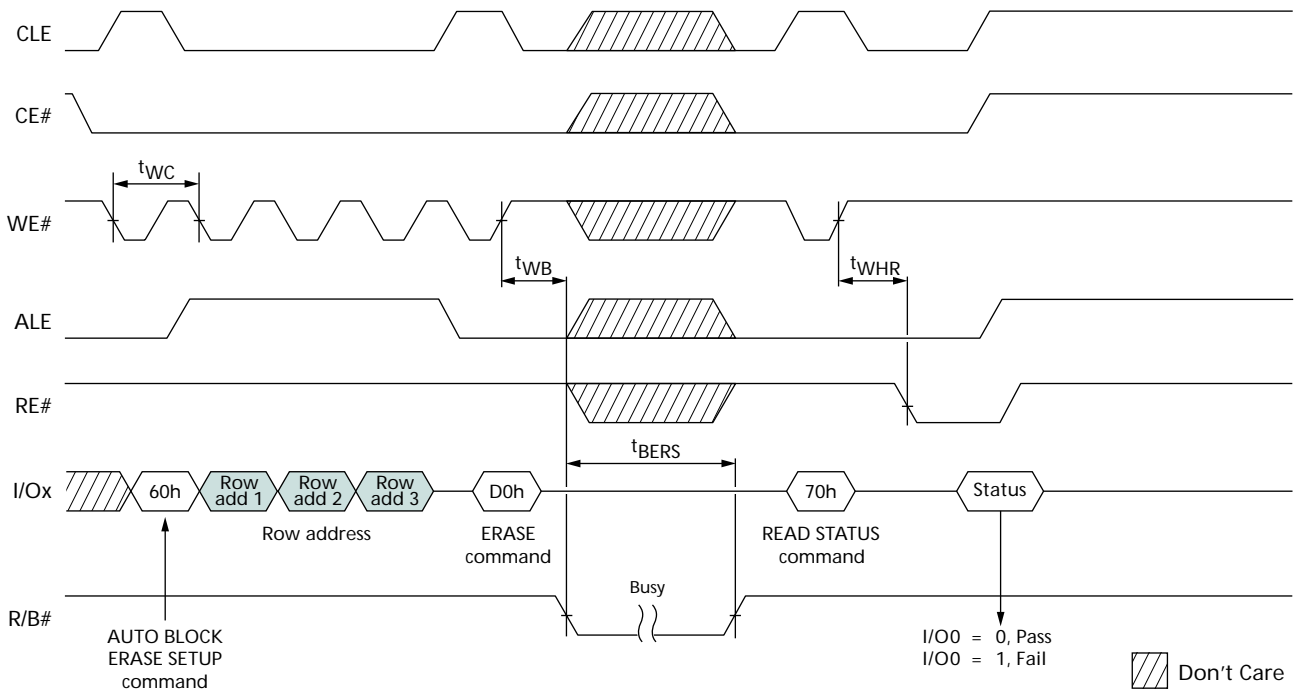 CLE
CE#
tWC
WE#
tWB
tWHR
ALE
RE#
tBERS
I/Ox
60h
Row add 1
Row add 2
Row add 3
D0h
70h
Status
Row address
ERASE
command
READ STATUS
command
Busy
R/B#
AUTO BLOCK
ERASE SETUP
command
I/O0 = 0, Pass
I/O0 = 1, Fail
Don't Care